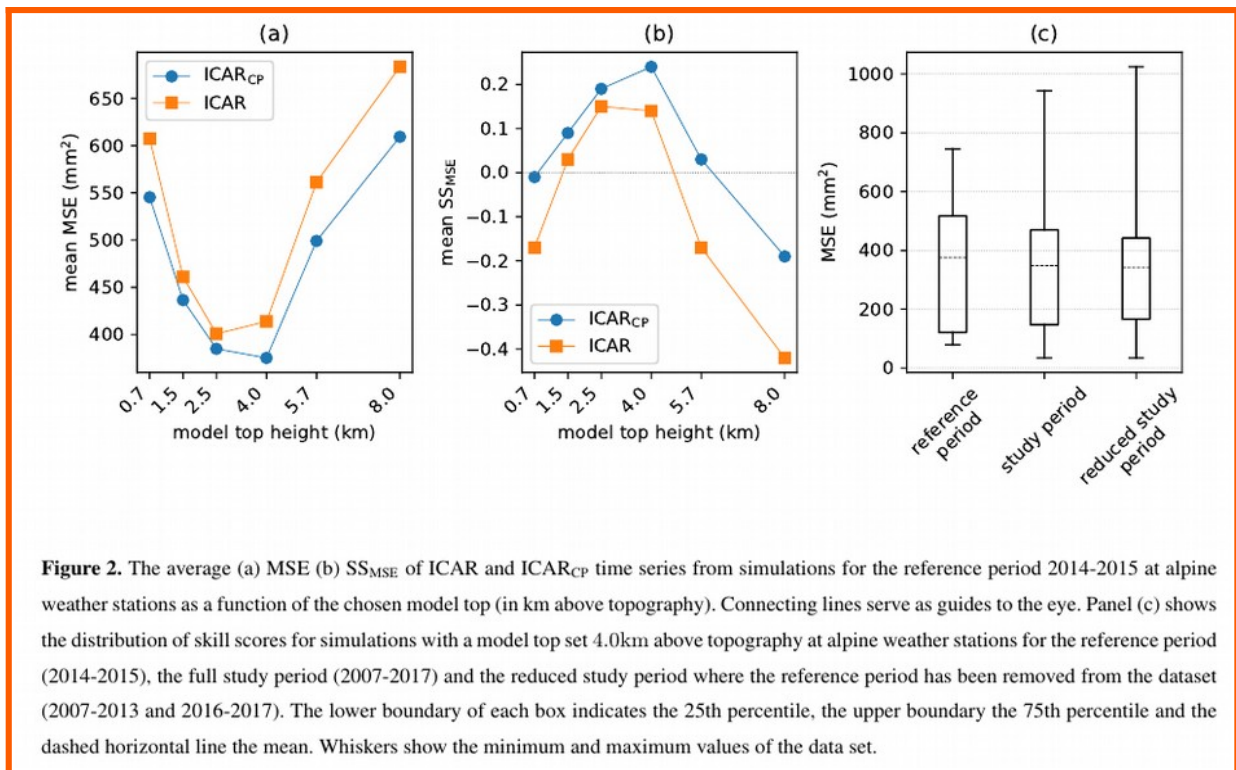 (a)
ICAR_CP
ICAR
mean MSE (mm²)
650
600
550
500
450
400
0.7
1.5
2.5
4.0
5.7
8.0
model top height (km)
(b)
mean SS_MSE
0.2
0.1
0.0
−0.1
−0.2
−0.3
−0.4
ICAR_CP
ICAR
0.7
1.5
2.5
4.0
5.7
8.0
model top height (km)
(c)
MSE (mm²)
1000
800
600
400
200
0
reference
period
study period
reduced study
period
Figure 2. The average (a) MSE (b) SS_MSE of ICAR and ICAR_CP time series from simulations for the reference period 2014-2015 at alpine
weather stations as a function of the chosen model top (in km above topography). Connecting lines serve as guides to the eye. Panel (c) shows
the distribution of skill scores for simulations with a model top set 4.0km above topography at alpine weather stations for the reference period
(2014-2015), the full study period (2007-2017) and the reduced study period where the reference period has been removed from the dataset
(2007-2013 and 2016-2017). The lower boundary of each box indicates the 25th percentile, the upper boundary the 75th percentile and the
dashed horizontal line the mean. Whiskers show the minimum and maximum values of the data set.